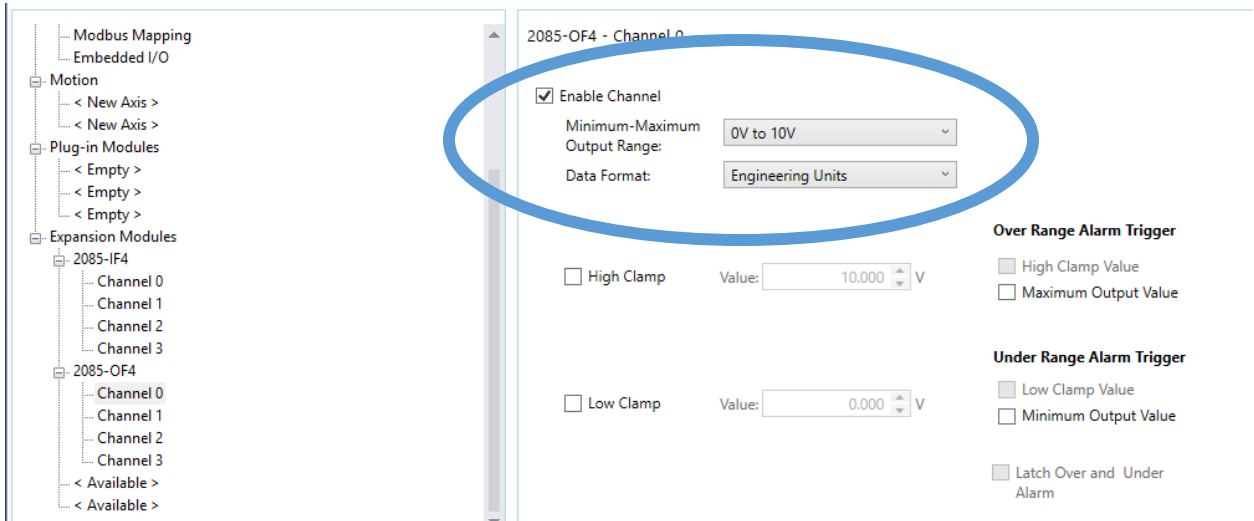 Modbus Mapping
Embedded I/O
Motion
< New Axis >
< New Axis >
Plug-in Modules
< Empty >
< Empty >
< Empty >
Expansion Modules
2085-IF4
Channel 0
Channel 1
Channel 2
Channel 3
2085-OF4
Channel 0
Channel 1
Channel 2
Channel 3
< Available >
< Available >
2085-OF4 - Channel 0
Enable Channel
Minimum-Maximum
Output Range:
0V to 10V
Data Format:
Engineering Units
High Clamp
Value:
10.000
V
Over Range Alarm Trigger
High Clamp Value
Maximum Output Value
Low Clamp
Value:
0.000
V
Under Range Alarm Trigger
Low Clamp Value
Minimum Output Value
Latch Over and Under
Alarm